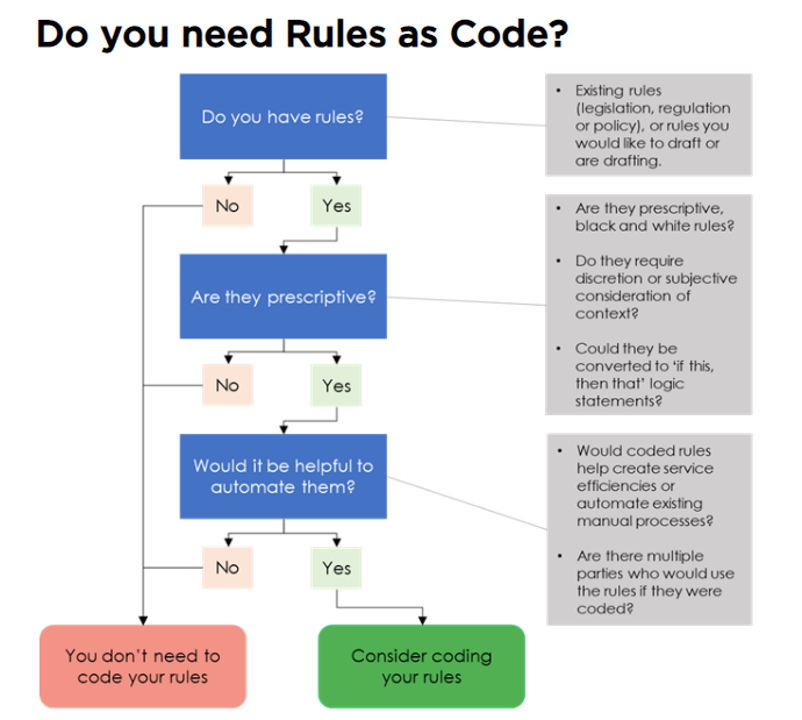 Do you need Rules as Code?
Do you have rules?
• Existing rules
(legislation, regulation
or policy), or rules you
would like to draft or
are drafting.
No
Yes
Are they prescriptive?
• Are they prescriptive,
black and white rules?
• Do they require
discretion or subjective
consideration of
context?
• Could they be
converted to ‘if this,
then that’ logic
statements?
No
Yes
Would it be helpful to
automate them?
• Would coded rules
help create service
efficiencies or
automate existing
manual processes?
• Are there multiple
parties who would use
the rules if they were
coded?
No
Yes
You don’t need to
code your rules
Consider coding
your rules